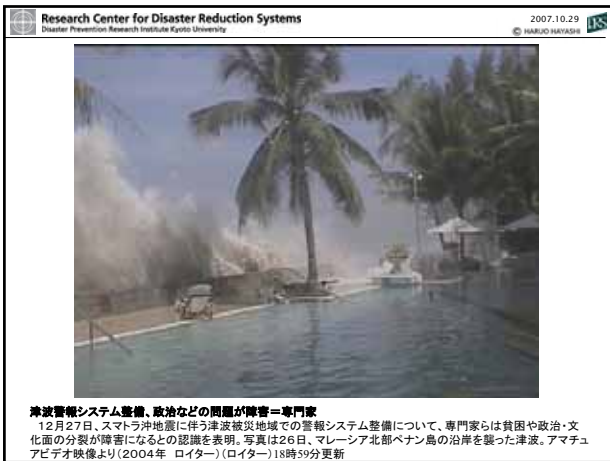 Research Center for Disaster Reduction Systems
Disaster Prevention Research Institute Kyoto University
2007.10.29
© HARUO HAYASHI
DRS
津波警報システム整備、政治などの問題が障害=専門家
12月27日、スマトラ沖地震に伴う津波被災地域での警報システム整備について、専門家らは貧困や政治・文
化面の分裂が障害になるとの認識を表明。写真は26日、マレーシア北部ペナン島の沿岸を襲った津波。アマチュ
アビデオ映像より(2004年 ロイター)(ロイター)18時59分更新